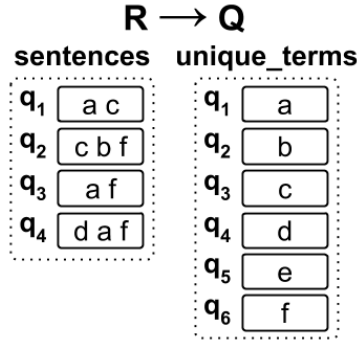 R → Q
sentences
q1 a c
q2 c b f
q3 a f
q4 d a f
unique_terms
q1 a
q2 b
q3 c
q4 d
q5 e
q6 f